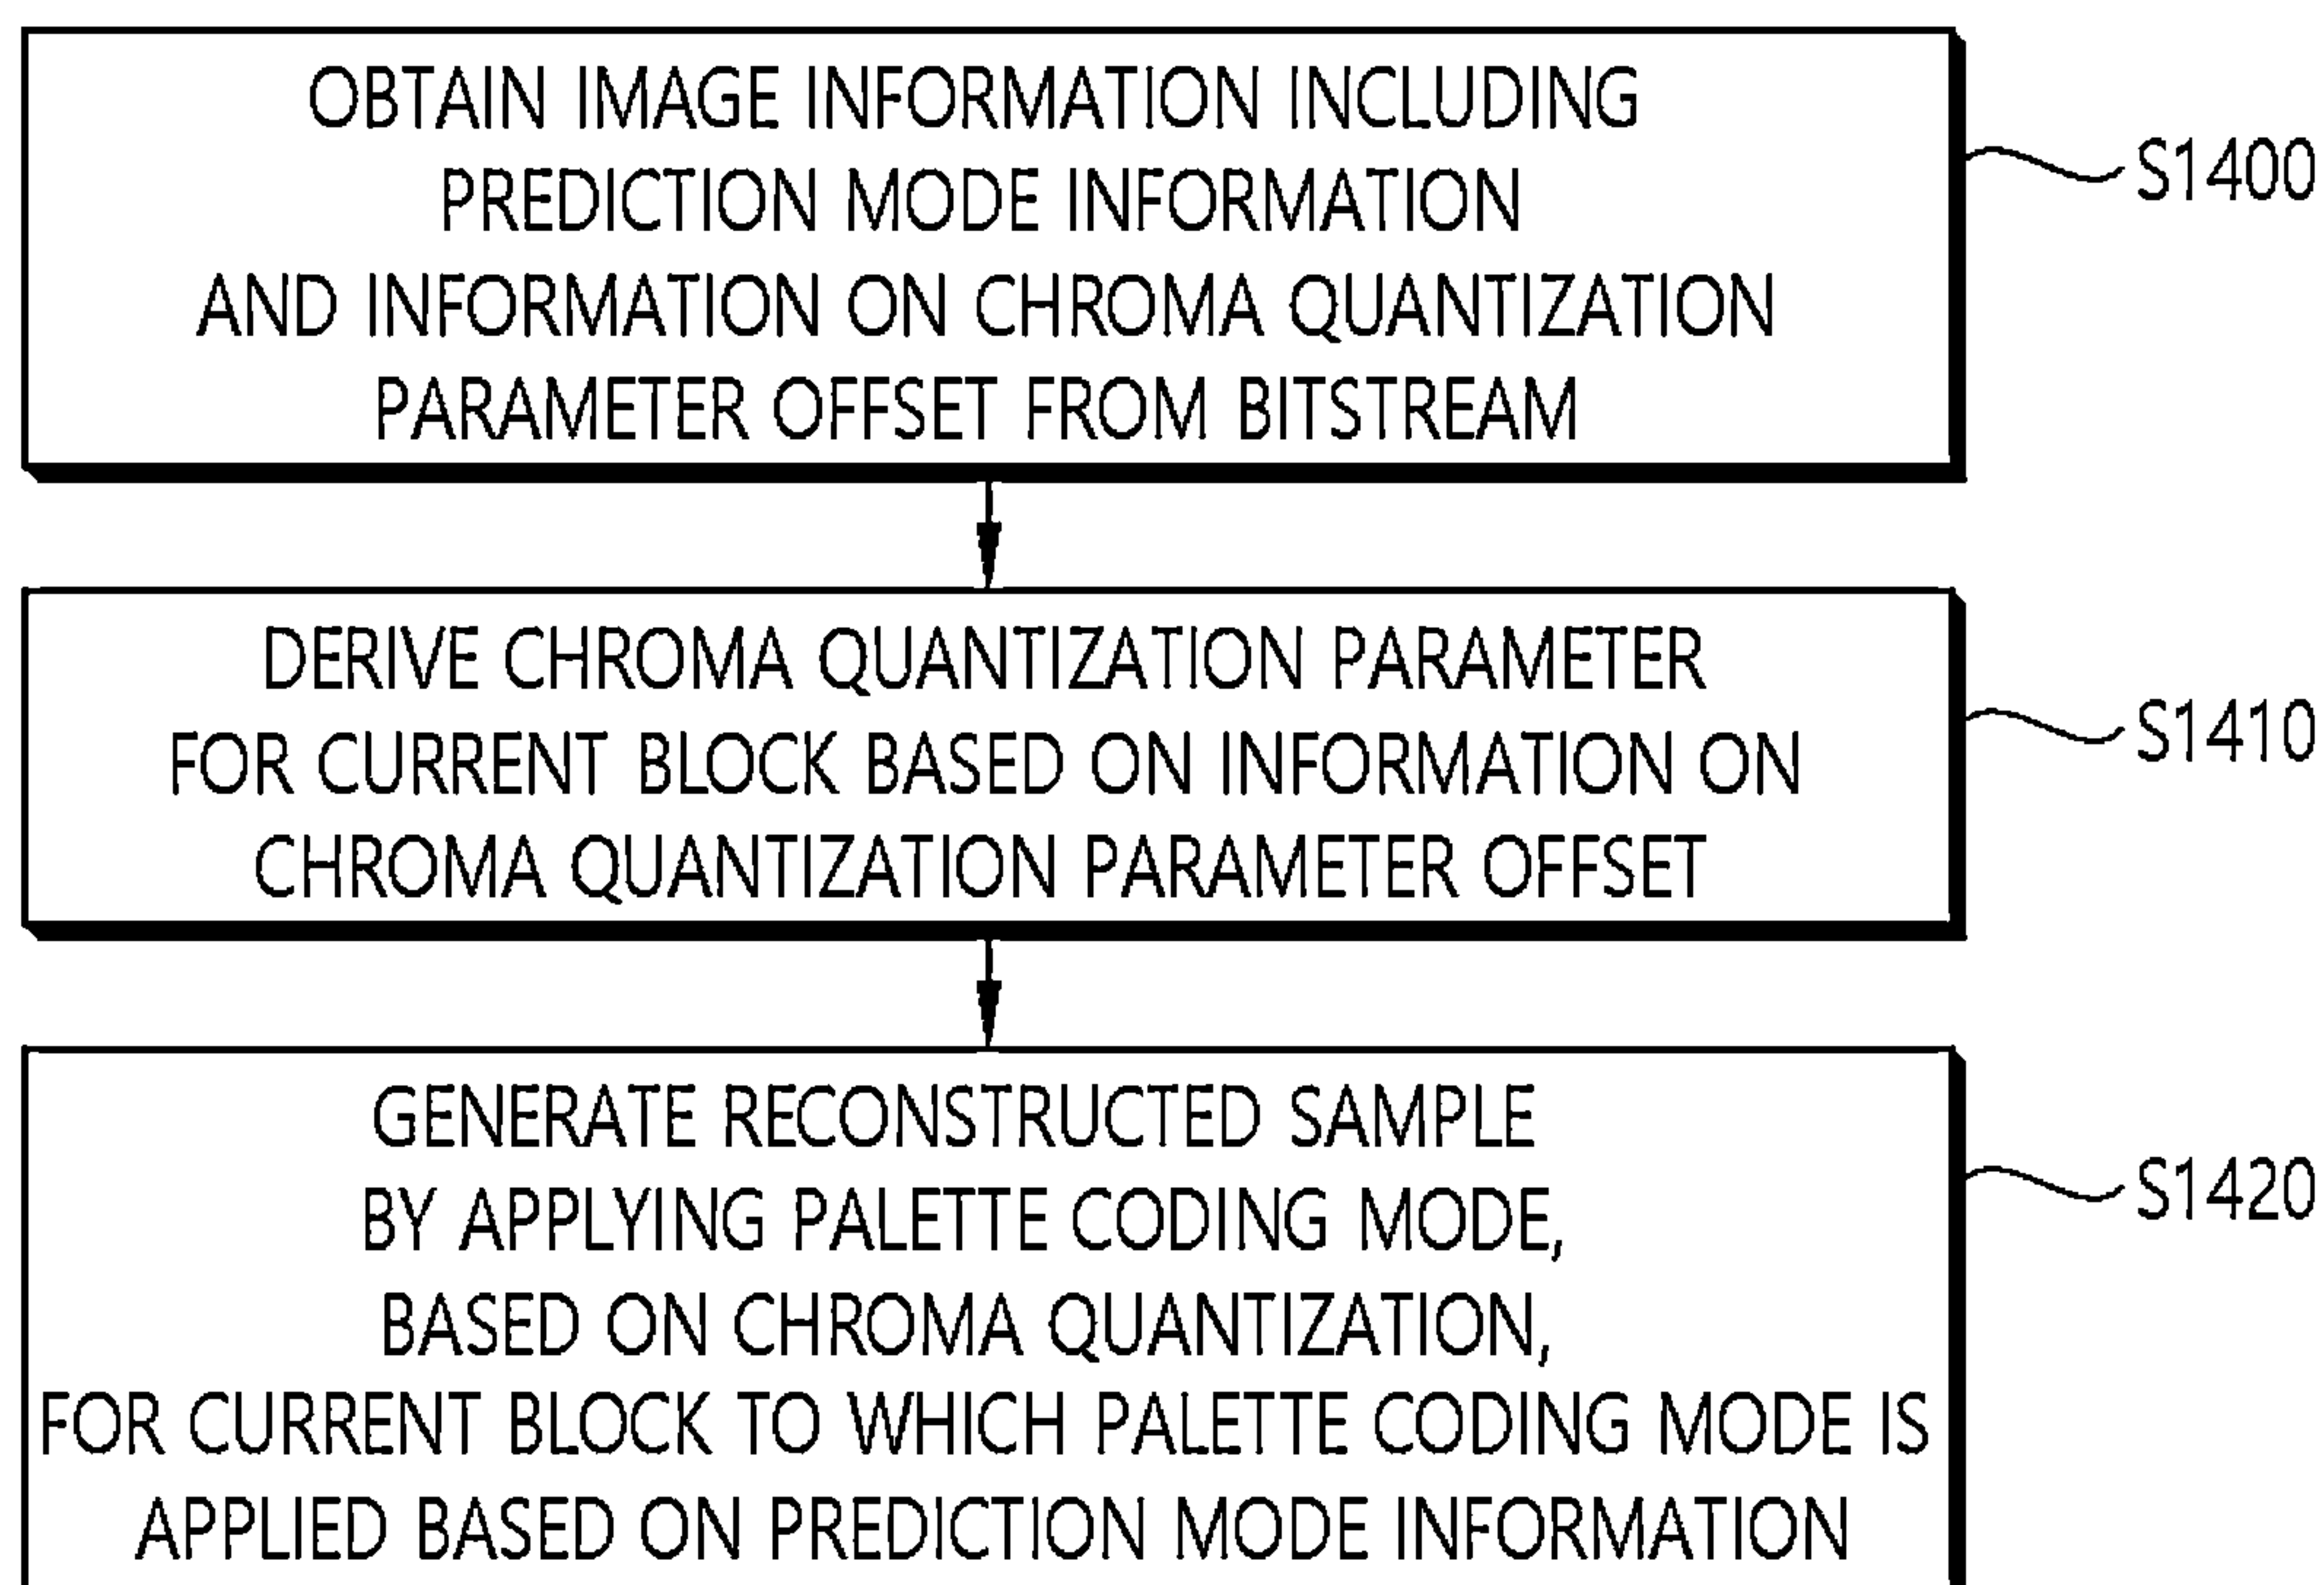 OBTAIN IMAGE INFORMATION INCLUDING
PREDICTION MODE INFORMATION
AND INFORMATION ON CHROMA QUANTIZATION
PARAMETER OFFSET FROM BITSTREAM
S1400
DERIVE CHROMA QUANTIZATION PARAMETER
FOR CURRENT BLOCK BASED ON INFORMATION ON
CHROMA QUANTIZATION PARAMETER OFFSET
S1410
GENERATE RECONSTRUCTED SAMPLE
BY APPLYING PALETTE CODING MODE,
BASED ON CHROMA QUANTIZATION,
FOR CURRENT BLOCK TO WHICH PALETTE CODING MODE IS
APPLIED BASED ON PREDICTION MODE INFORMATION
S1420